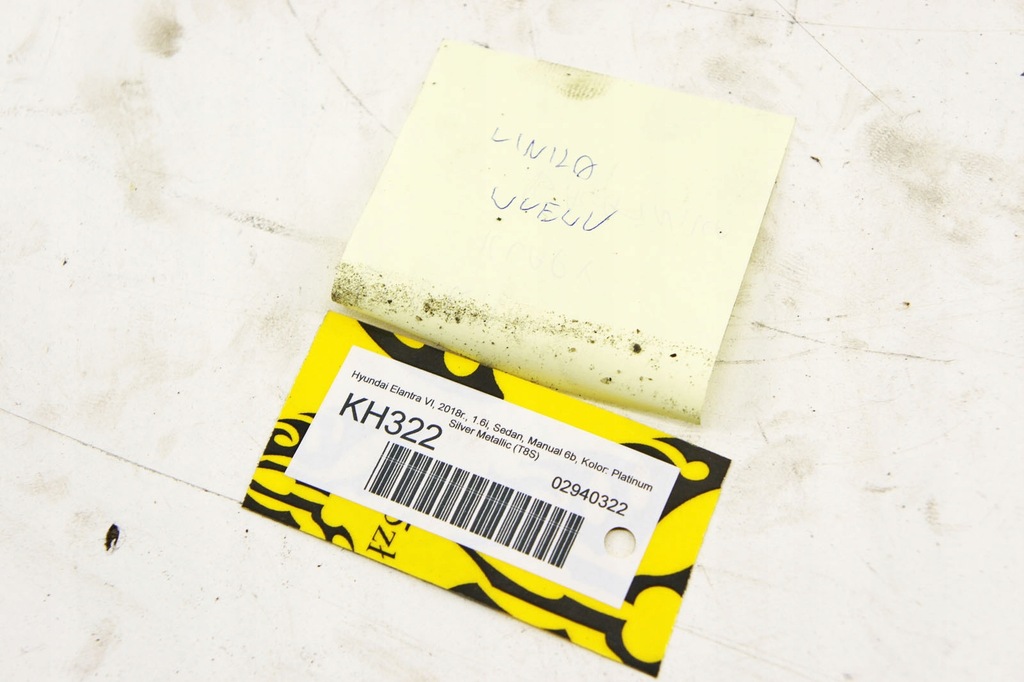 Hyundai Elantra VI, 2018r., 1.6i, Sedan, Manual 6b, Kolor: Platinum
Silver Metallic (T8S)
KH322
02940322